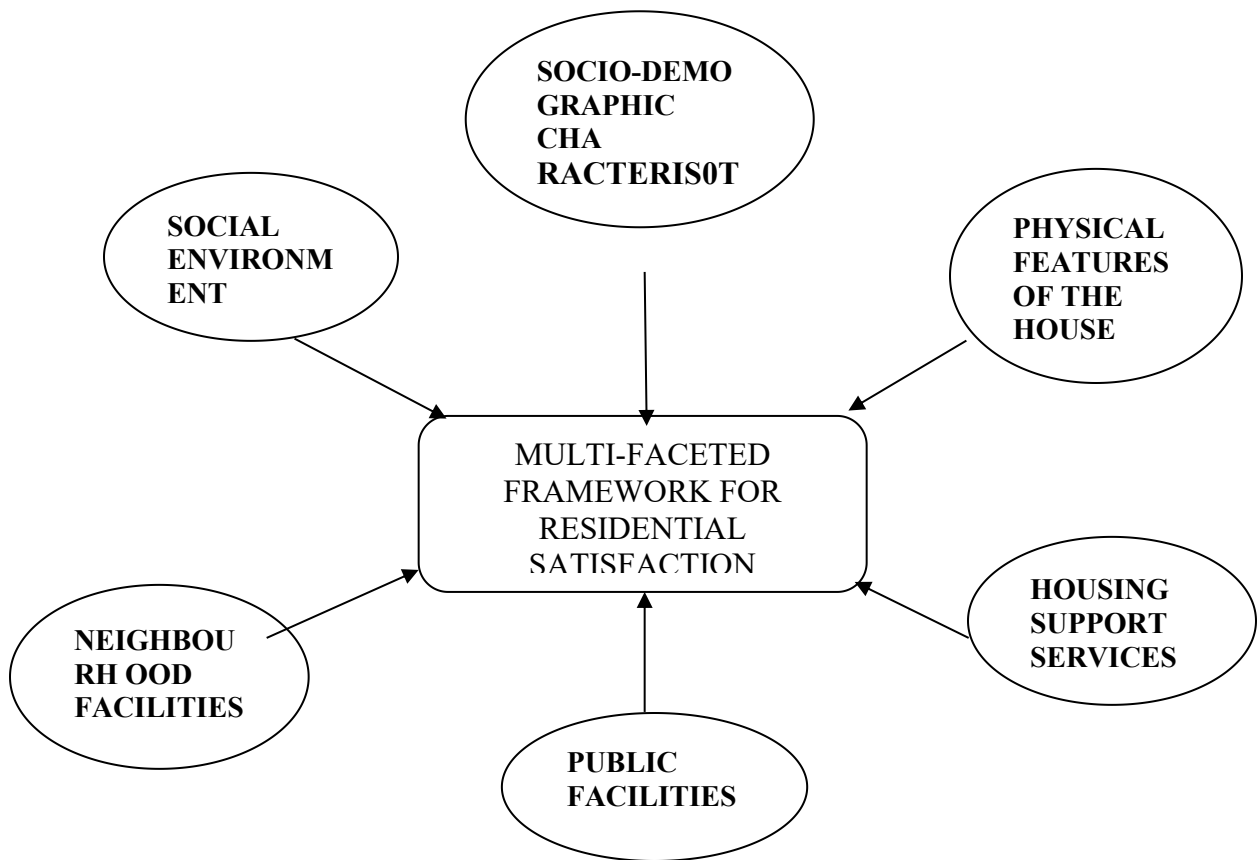 SOCIO-DEMO
GRAPHIC
CHA
RACTERIS0T
SOCIAL
ENVIRONM
ENT
PHYSICAL
FEATURES
OF THE
HOUSE
MULTI-FACETED
FRAMEWORK FOR
RESIDENTIAL
SATISFACTION
NEIGHBOU
RH OOD
FACILITIES
HOUSING
SUPPORT
SERVICES
PUBLIC
FACILITIES